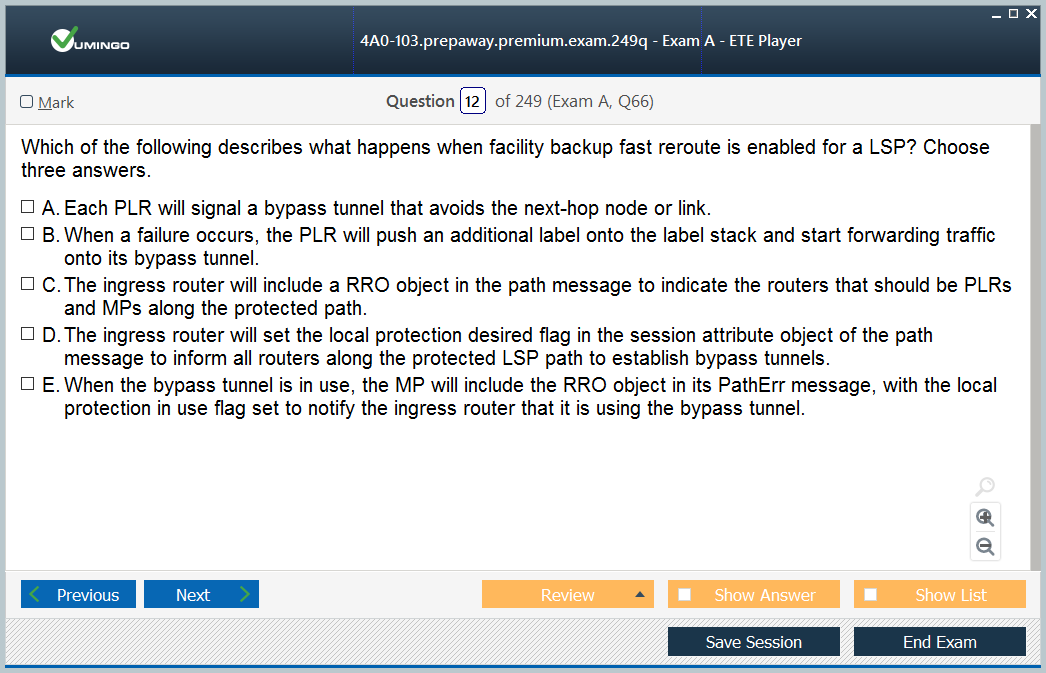 VUMINGO
4A0-103.prepaway.premium.exam.249q - Exam A - ETE Player
Mark
Question 12 of 249 (Exam A, Q66)
Which of the following describes what happens when facility backup fast reroute is enabled for a LSP? Choose
three answers.
A. Each PLR will signal a bypass tunnel that avoids the next-hop node or link.
B. When a failure occurs, the PLR will push an additional label onto the label stack and start forwarding traffic
onto its bypass tunnel.
C. The ingress router will include a RRO object in the path message to indicate the routers that should be PLRs
and MPs along the protected path.
D. The ingress router will set the local protection desired flag in the session attribute object of the path
message to inform all routers along the protected LSP path to establish bypass tunnels.
E. When the bypass tunnel is in use, the MP will include the RRO object in its PathErr message, with the local
protection in use flag set to notify the ingress router that it is using the bypass tunnel.
Previous
Next
Review
Show Answer
Show List
Save Session
End Exam